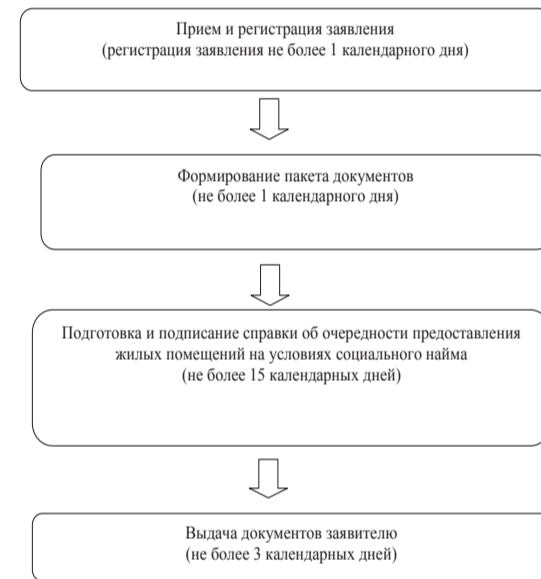 Прием и регистрация заявления
(регистрация заявления не более 1 календарного дня)
Формирование пакета документов
(не более 1 календарного дня)
Подготовка и подписание справки об очередности предоставления
жилых помещений на условиях социального найма
(не более 15 календарных дней)
Выдача документов заявителю
(не более 3 календарных дней)